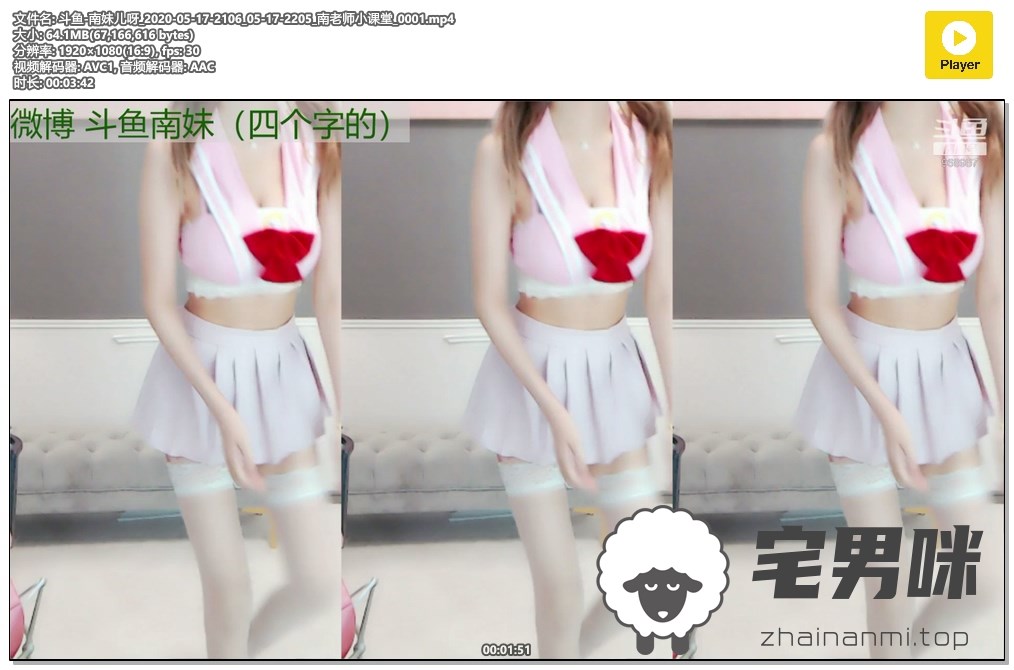 文件名: 斗鱼-南妹儿呀_2020-05-17-2106_05-17-2205_南老师小课堂_0001.mp4
大小: 64.1MB(67,166,616 bytes)
分辨率: 1920×1080(16:9), fps: 30
视频解码器: AVC1, 音频解码器: AAC
时长: 00:03:42
Player
微博 斗鱼南妹（四个字的）
斗鱼
宅男咪
zhainanmi.top
00:01:51